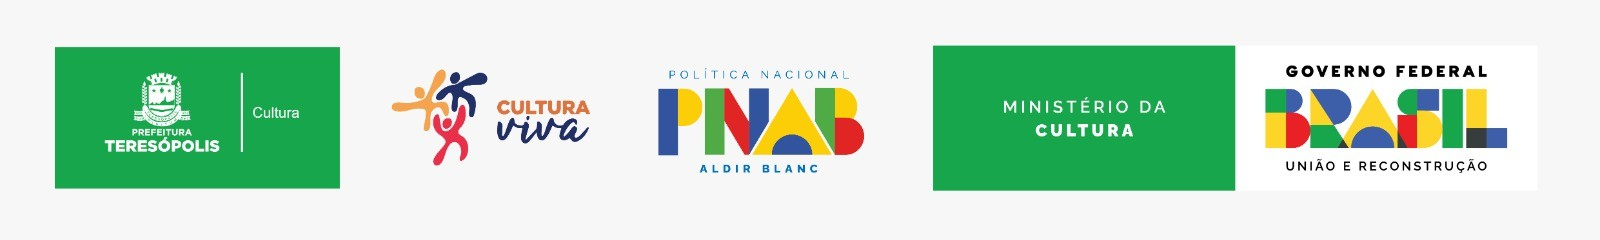 PREFEITURA
TERESÓPOLIS
Cultura
CULTURA
viva
POLÍTICA NACIONAL
PNAB
ALDIR BLANC
MINISTÉRIO DA
CULTURA
GOVERNO FEDERAL
BRASIL
UNIÃO E RECONSTRUÇÃO